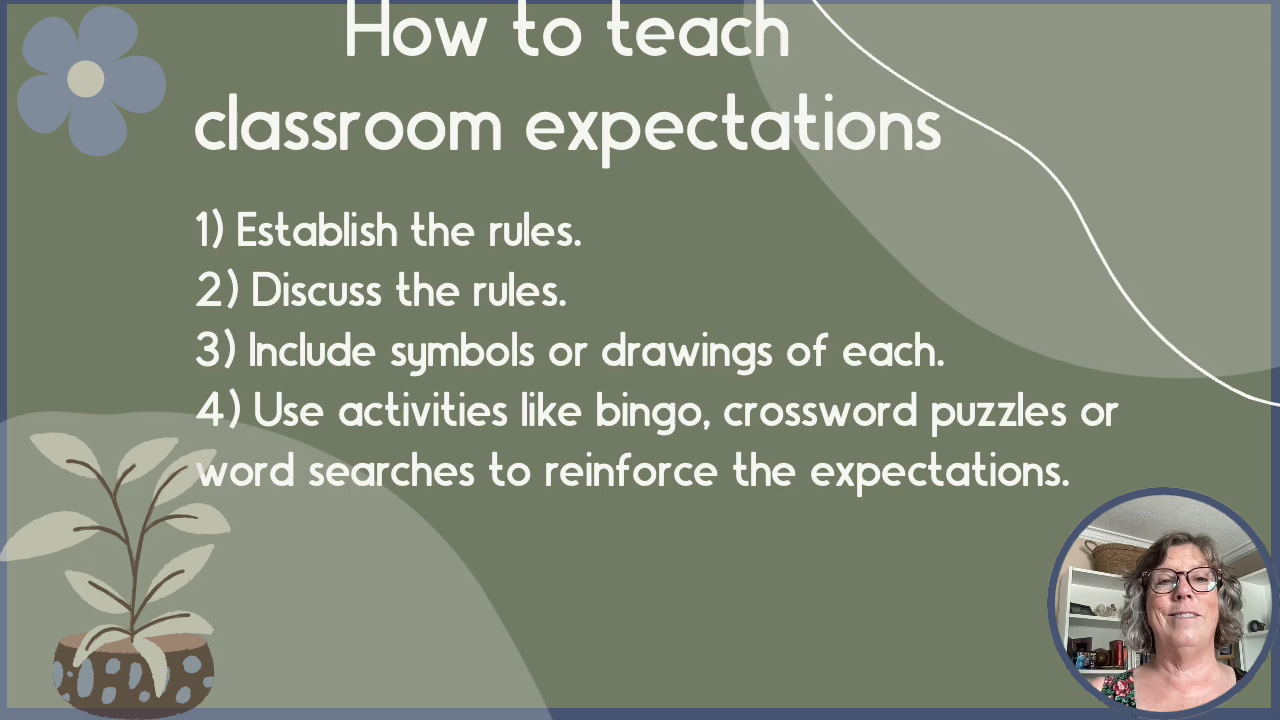 How to teach
classroom expectations
1) Establish the rules.
2) Discuss the rules.
3) Include symbols or drawings of each.
4) Use activities like bingo, crossword puzzles or
word searches to reinforce the expectations.